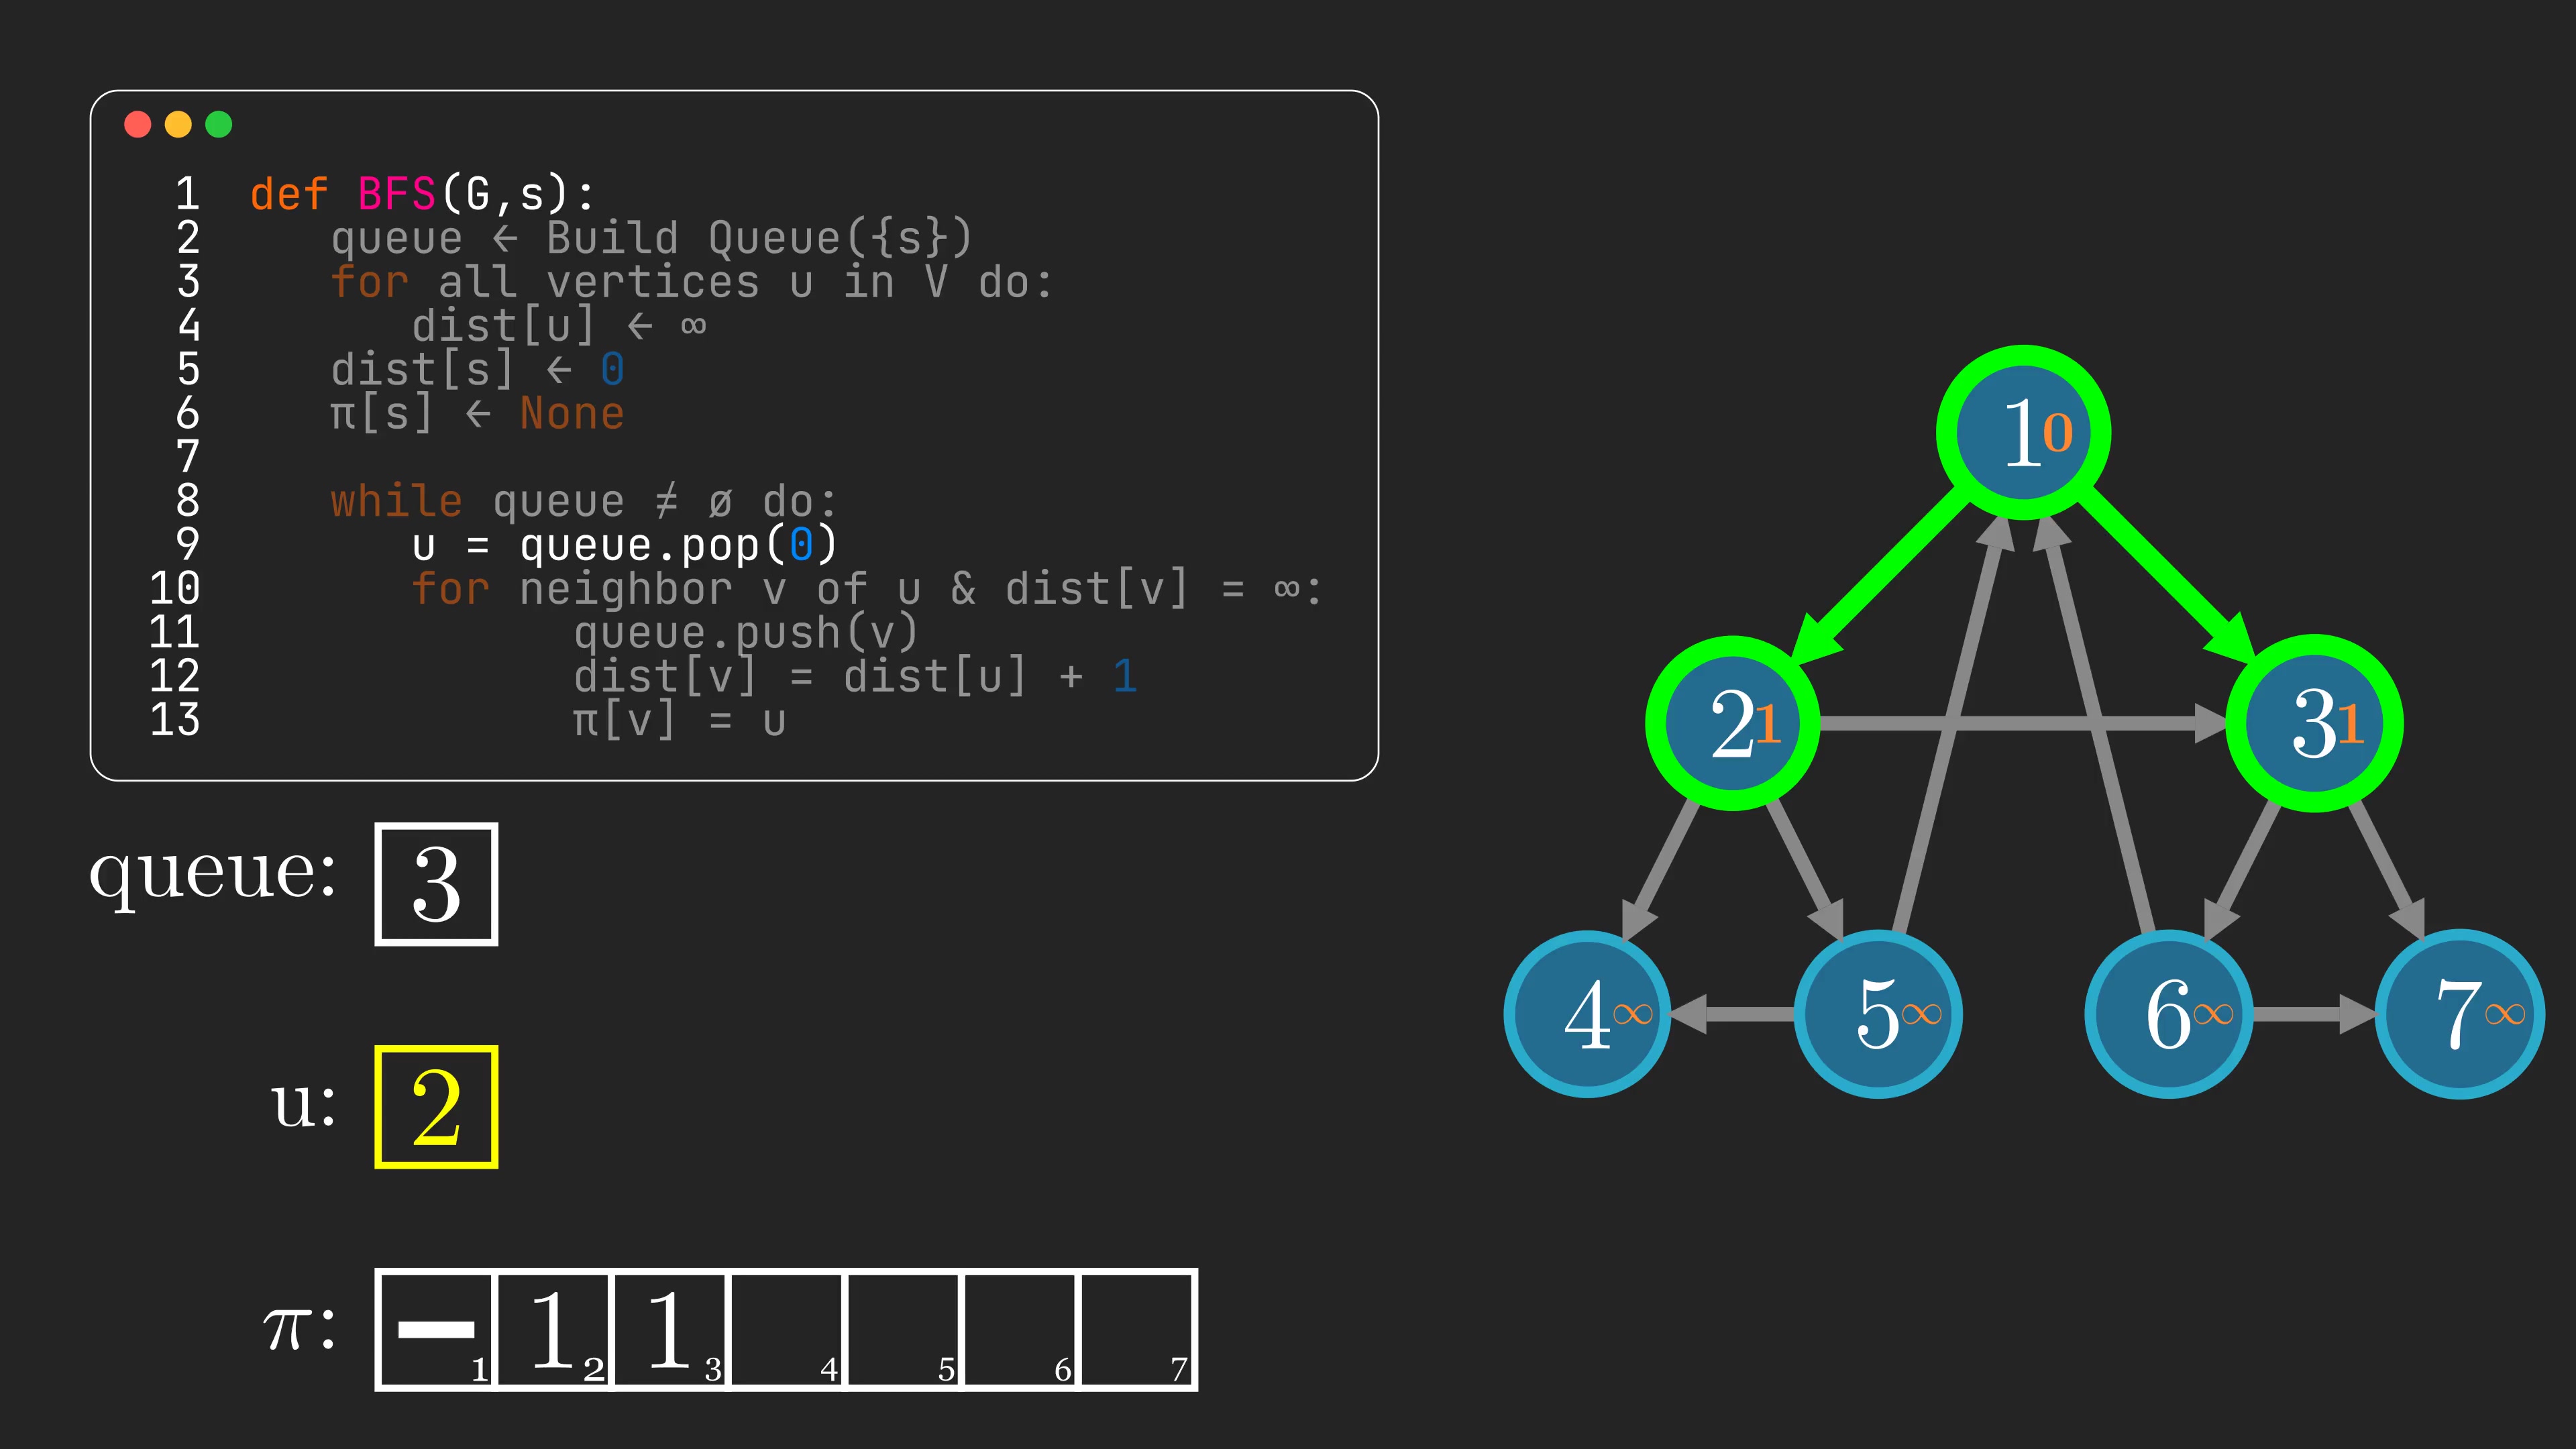 1 def BFS(G,s):
2 queue ← Build Queue({s})
3 for all vertices u in V do:
4 dist[u] ← ∞
5 dist[s] ← 0
6 π[s] ← None
7
8 while queue ≠ ø do:
9 u = queue.pop(0)
10 for neighbor v of u & dist[v] = ∞:
11 queue.push(v)
12 dist[v] = dist[u] + 1
13 π[v] = u
queue: 3
u: 2
π: – 1 1
1 2 3 4 5 6 7
1 0
2 1
3 1
4 ∞
5 ∞
6 ∞
7 ∞